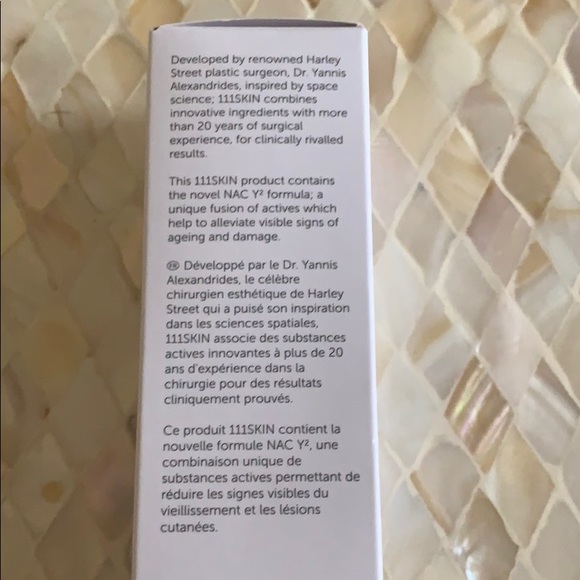 Developed by renowned Harley
Street plastic surgeon, Dr. Yannis
Alexandrides, inspired by space
science; 111SKIN combines
innovative ingredients with more
than 20 years of surgical
experience, for clinically rivalled
results.
This 111SKIN product contains
the novel NAC Y² formula; a
unique fusion of actives which
help to alleviate visible signs of
ageing and damage.
FR Développé par le Dr. Yannis
Alexandrides, le célèbre
chirurgien esthétique de Harley
Street qui a puisé son inspiration
dans les sciences spatiales,
111SKIN associe des substances
actives innovantes à plus de 20
ans d'expérience dans la
chirurgie pour des résultats
cliniquement prouvés.
Ce produit 111SKIN contient la
nouvelle formule NAC Y², une
combinaison unique de
substances actives permettant de
réduire les signes visibles du
vieillissement et les lésions
cutanées.